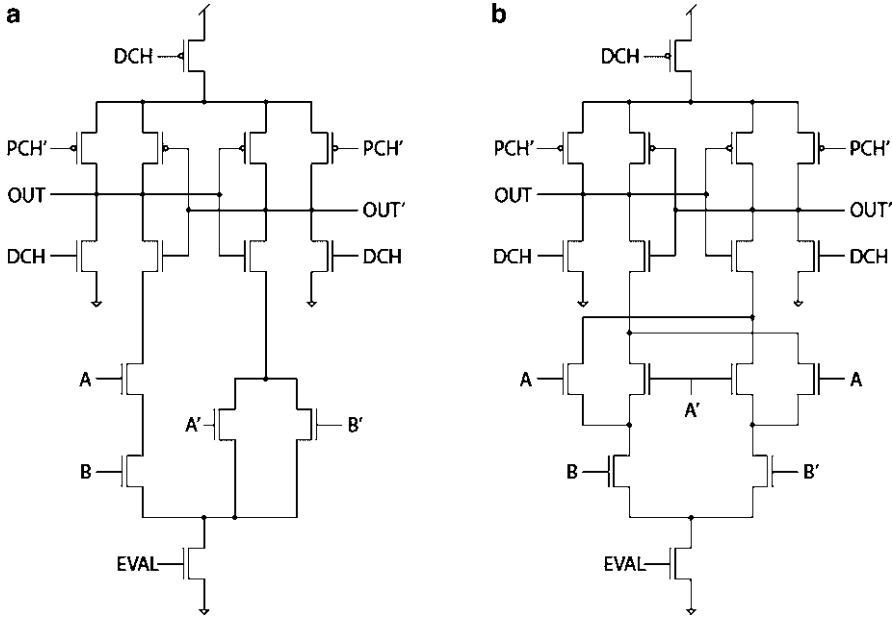 a
b
DCH
DCH
PCH'
PCH'
PCH'
PCH'
OUT
OUT'
OUT
OUT'
DCH
DCH
DCH
DCH
A
A
A'
A
A'
B'
B
B
B'
EVAL
EVAL